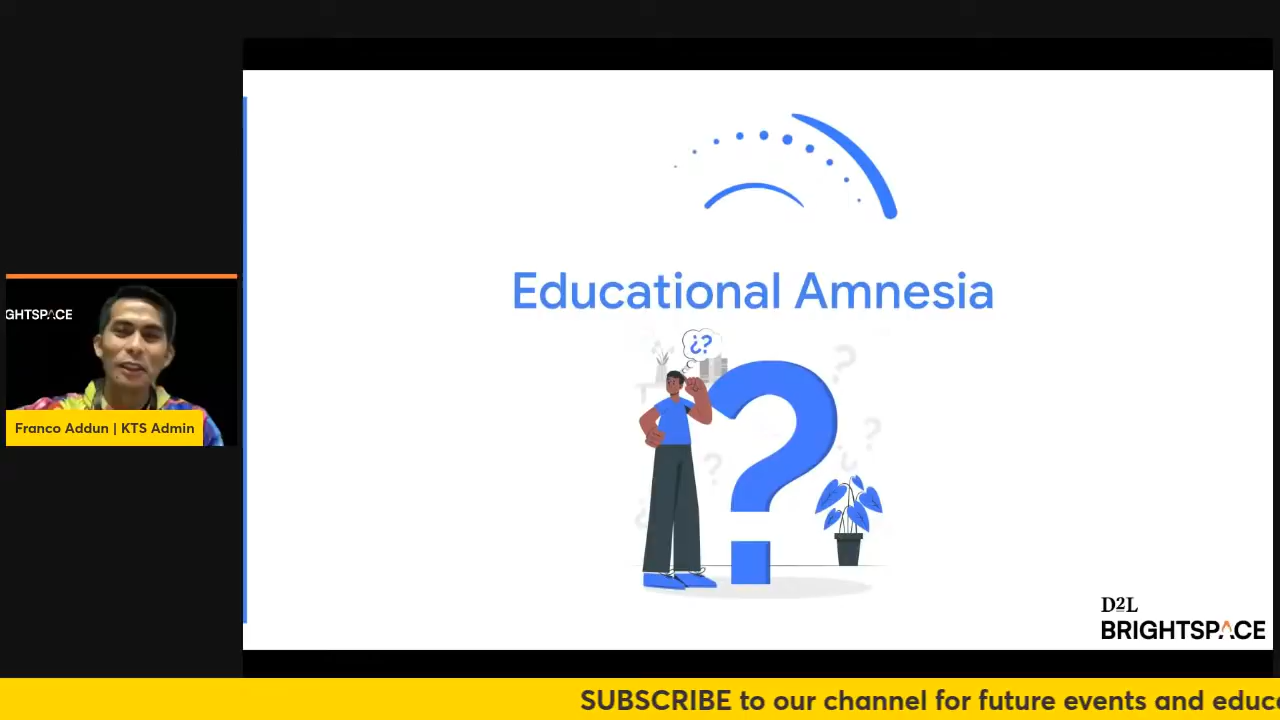 Educational Amnesia
¿?
GHTSPACE
Franco Addun | KTS Admin
D2L
BRIGHTSPACE
SUBSCRIBE to our channel for future events and educ